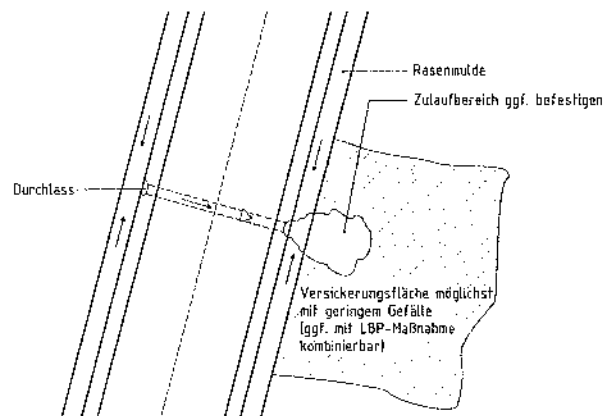 Rasenmulde
Zulaufbereich ggf. befestigen
Durchlass
Versickerungsfläche möglichst
mit geringem Gefälle
(ggf. mit LBP-Maßnahme
kombinierbar)